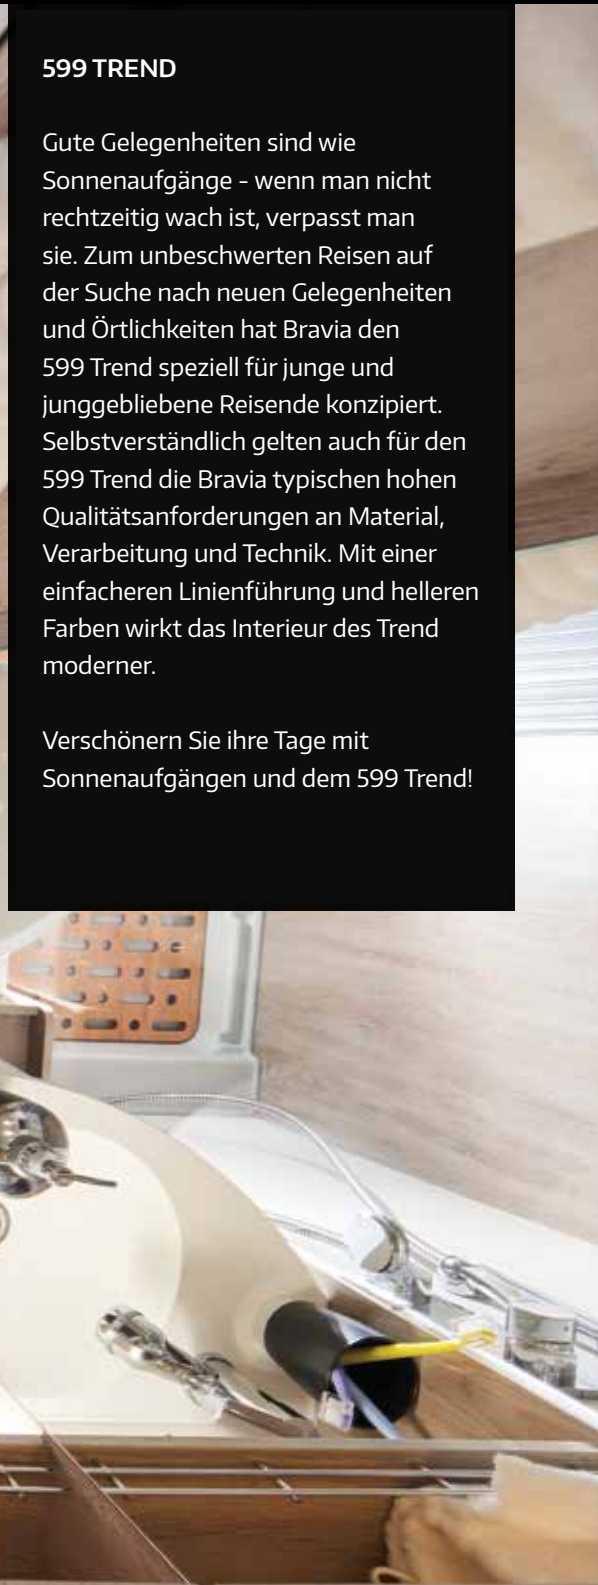 599 TREND
Gute Gelegenheiten sind wie
Sonnenaufgänge - wenn man nicht
rechtzeitig wach ist, verpasst man
sie. Zum unbeschwerten Reisen auf
der Suche nach neuen Gelegenheiten
und Örtlichkeiten hat Bravia den
599 Trend speziell für junge und
junggebliebene Reisende konzipiert.
Selbstverständlich gelten auch für den
599 Trend die Bravia typischen hohen
Qualitätsanforderungen an Material,
Verarbeitung und Technik. Mit einer
einfacheren Linienführung und helleren
Farben wirkt das Interieur des Trend
moderner.
Verschönern Sie ihre Tage mit
Sonnenaufgängen und dem 599 Trend!